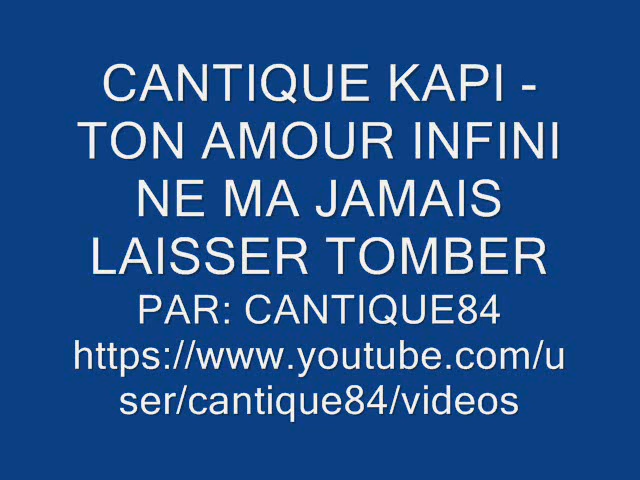 CANTIQUE KAPI -
TON AMOUR INFINI
NE MA JAMAIS
LAISSER TOMBER
PAR: CANTIQUE84
https://www.youtube.com/u
ser/cantique84/videos